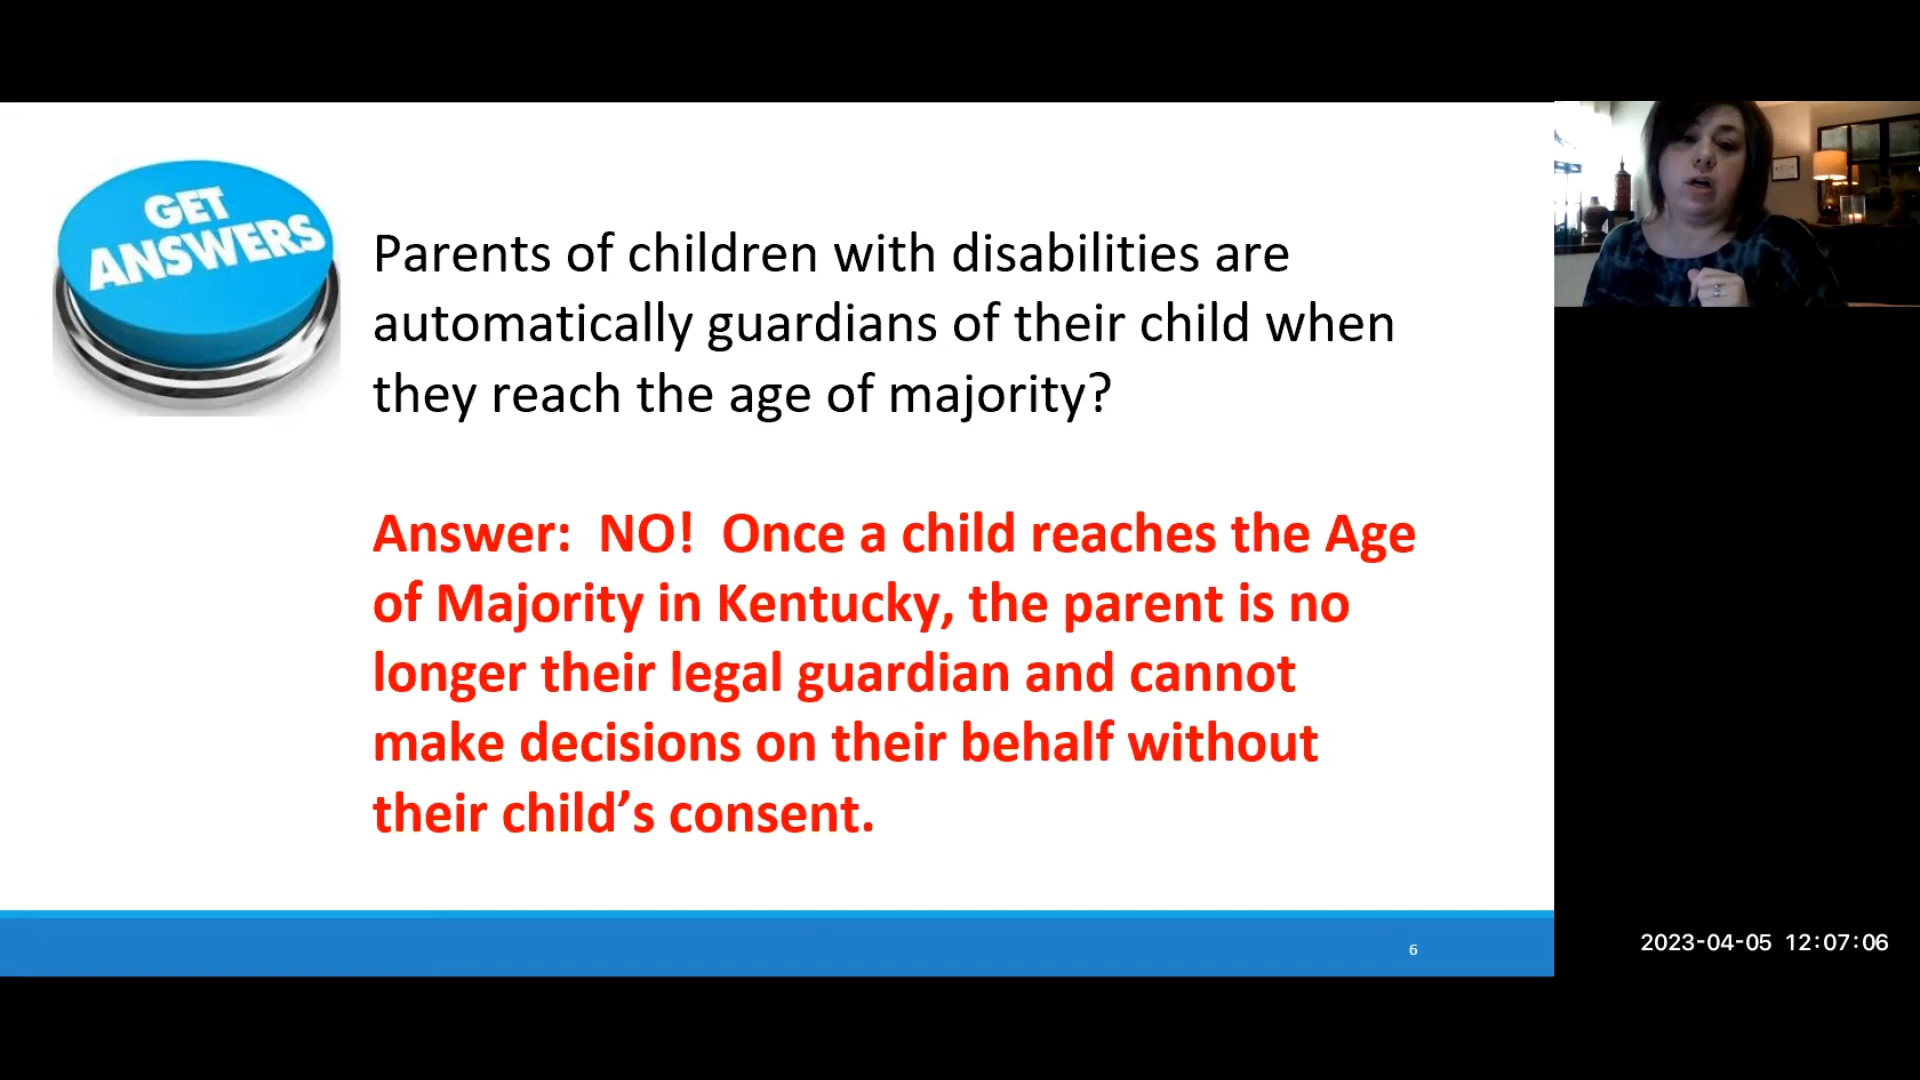 GET
ANSWERS
Parents of children with disabilities are
automatically guardians of their child when
they reach the age of majority?
Answer:  NO!  Once a child reaches the Age
of Majority in Kentucky, the parent is no
longer their legal guardian and cannot
make decisions on their behalf without
their child’s consent.
6
2023-04-05 12:07:06